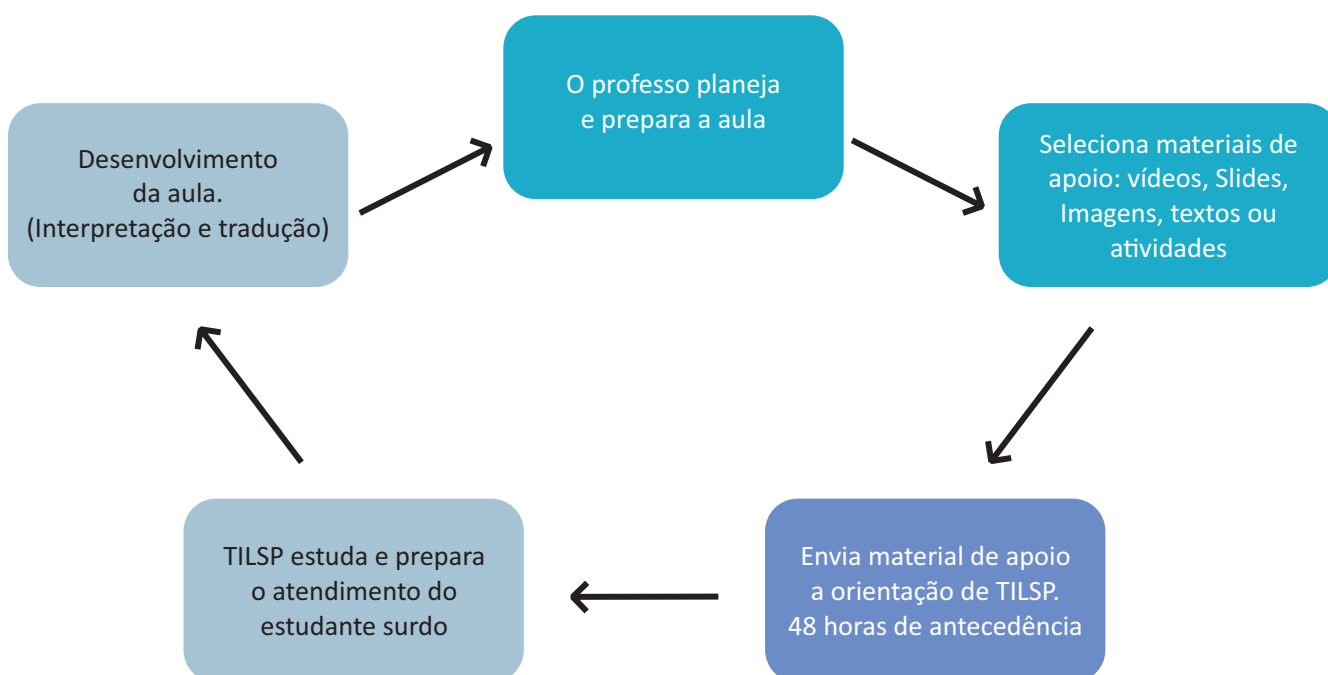 O professo planeja
e prepara a aula
Seleciona materiais de
apoio: vídeos, Slides,
Imagens, textos ou
atividades
Envia material de apoio
a orientação de TILSP.
48 horas de antecedência
TILSP estuda e prepara
o atendimento do
estudante surdo
Desenvolvimento
da aula.
(Interpretação e tradução)